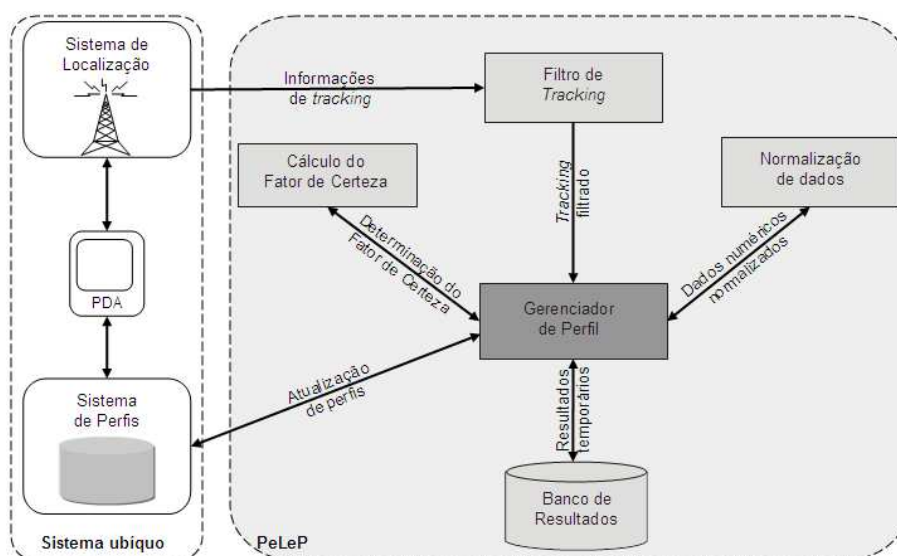 Sistema de
Localização
Informações
de tracking
Filtro de
Tracking
Cálculo do
Fator de Certeza
Normalização
de dados
Tracking
filtrado
Determinação do
Fator de Certeza
Dados numéricos
normalizados
PDA
Gerenciador
de Perfil
Atualização
de perfis
Resultados
temporários
Sistema
de Perfis
Banco de
Resultados
Sistema ubíquo
PeLeP